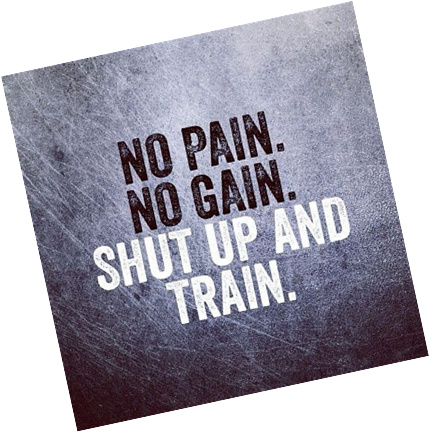 NO PAIN.
NO GAIN.
SHUT UP AND
TRAIN.